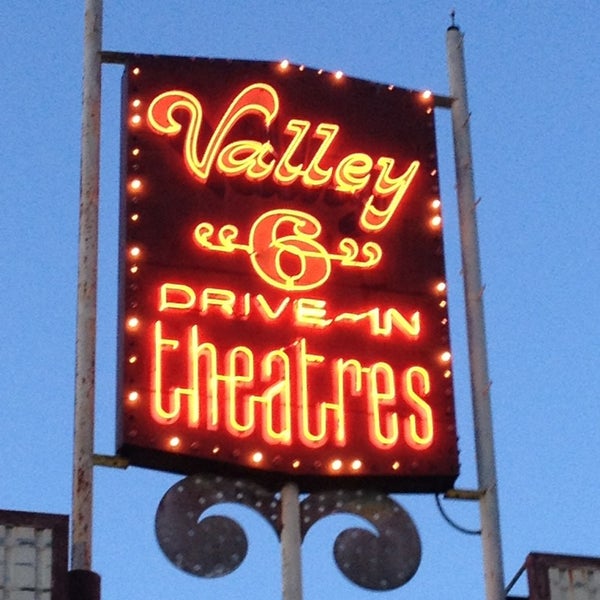 Valley
6
DRIVE-IN
theatres